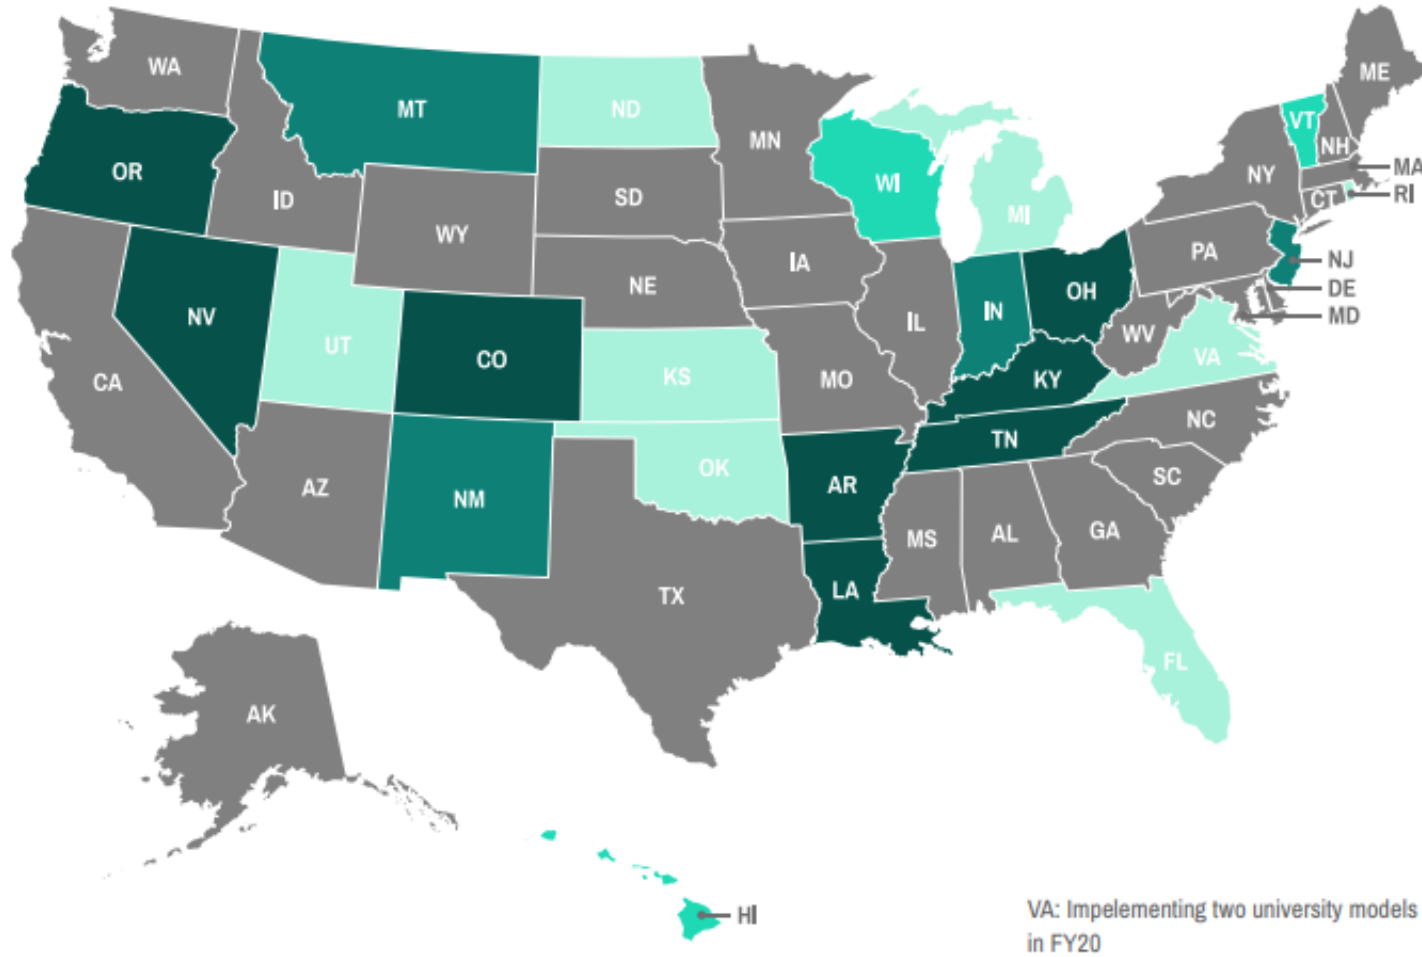 WA
ME
MT
ND
VT
MN
NH
OR
MA
NY
WI
ID
SD
RI
CT
MI
WY
PA
IA
NJ
NE
DE
OH
IN
NV
MD
IL
WV
UT
CO
VA
KS
MO
CA
KY
NC
TN
OK
SC
AZ
AR
NM
GA
AL
MS
LA
TX
FL
AK
HI
VA: Impelementing two university models
in FY20